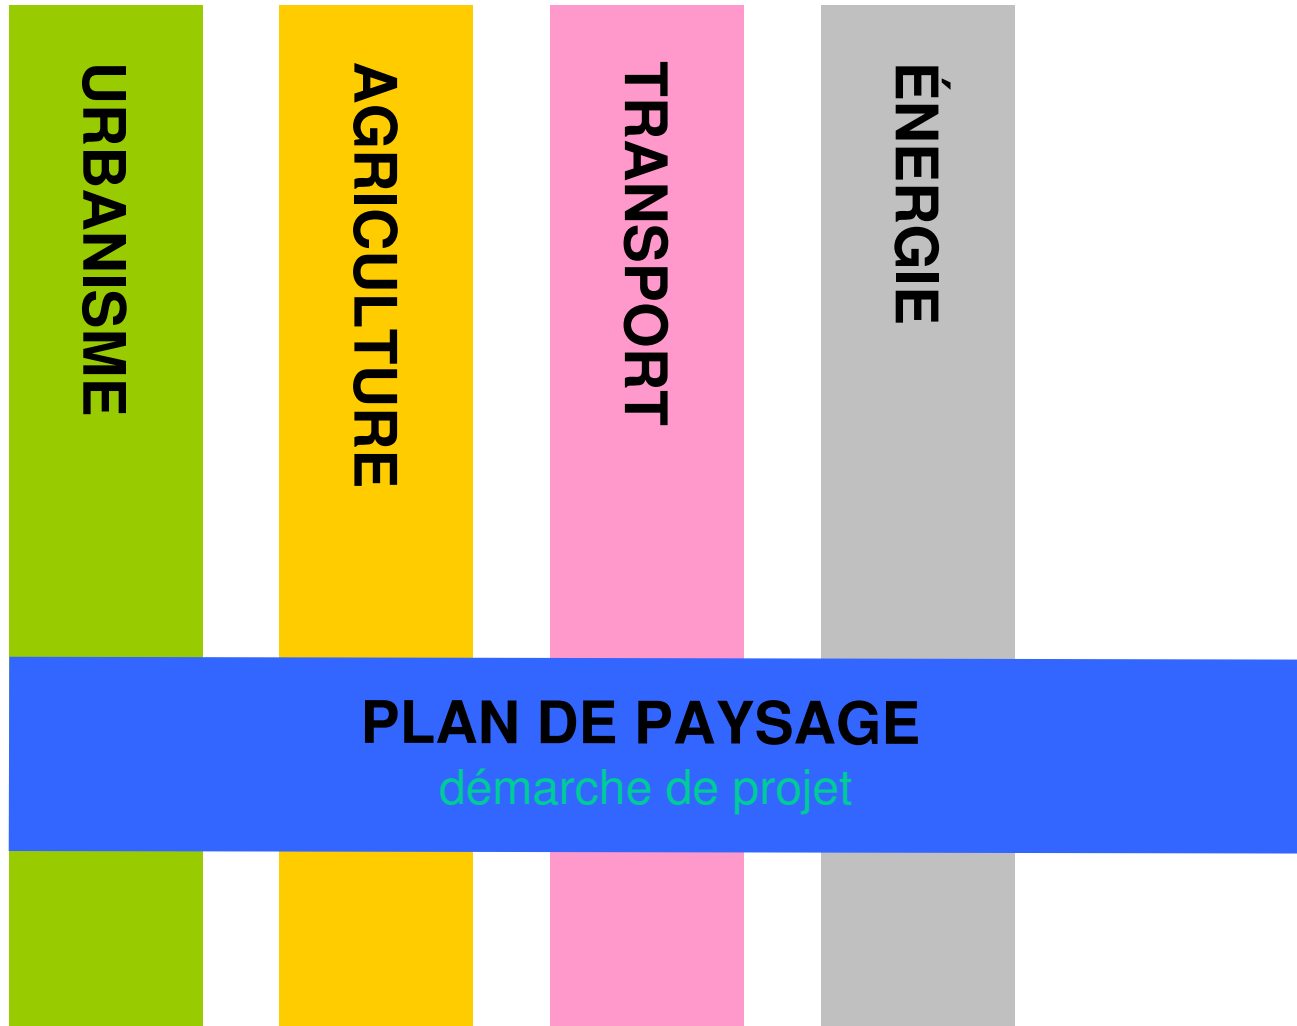 URBANISME
AGRICULTURE
TRANSPORT
ÉNERGIE
PLAN DE PAYSAGE
démarche de projet